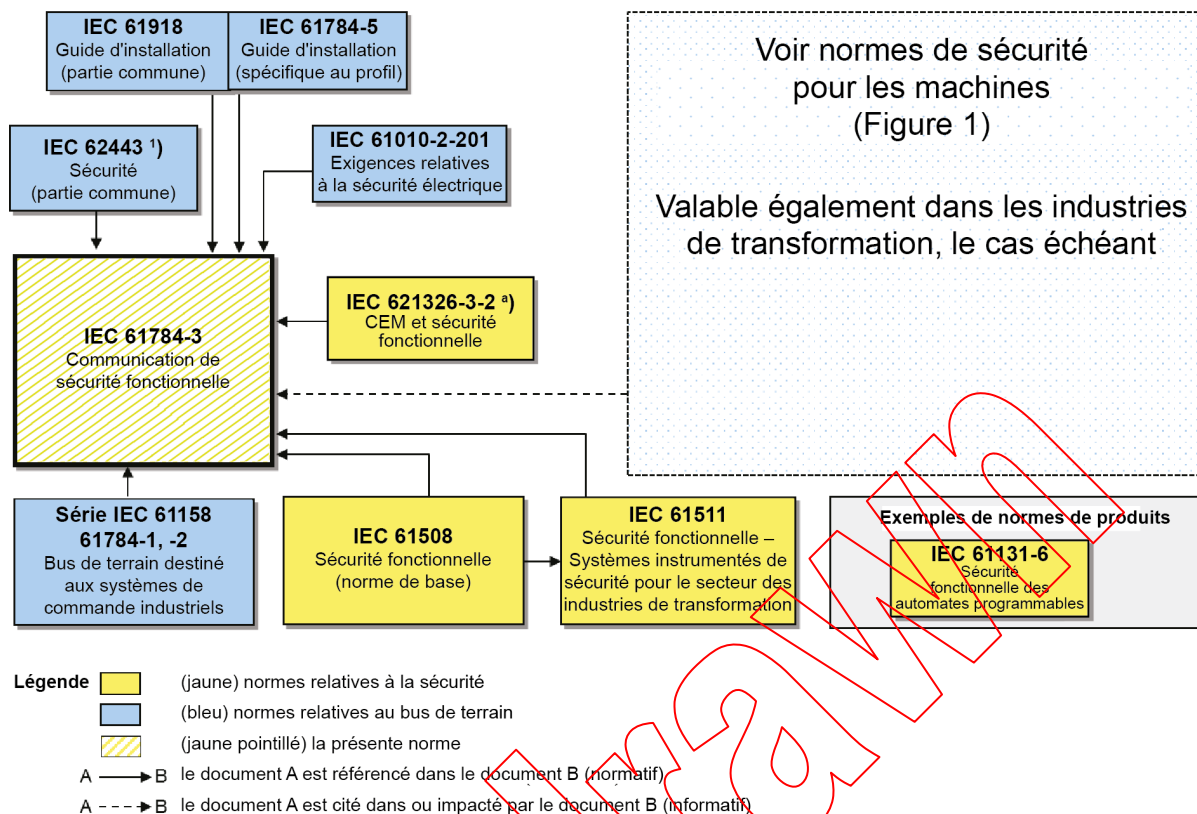 IEC 61918
Guide d'installation
(partie commune)
IEC 61784-5
Guide d'installation
(spécifique au profil)
Voir normes de sécurité
pour les machines
(Figure 1)
Valable également dans les industries
de transformation, le cas échéant
IEC 62443 ¹)
Sécurité
(partie commune)
IEC 61010-2-201
Exigences relatives
à la sécurité électrique
IEC 61784-3
Communication de
sécurité fonctionnelle
IEC 621326-3-2 ᵃ)
CEM et sécurité
fonctionnelle
Série IEC 61158
61784-1, -2
Bus de terrain destiné
aux systèmes de
commande industriels
IEC 61508
Sécurité fonctionnelle
(norme de base)
IEC 61511
Sécurité fonctionnelle –
Systèmes instrumentés de
sécurité pour le secteur des
industries de transformation
Exemples de normes de produits
IEC 61131-6
Sécurité
fonctionnelle des
automates programmables
Légende
(jaune) normes relatives à la sécurité
(bleu) normes relatives au bus de terrain
(jaune pointillé) la présente norme
A B le document A est référencé dans le document B (normatif)
A B le document A est cité dans ou impacté par le document B (informatif)
rawn